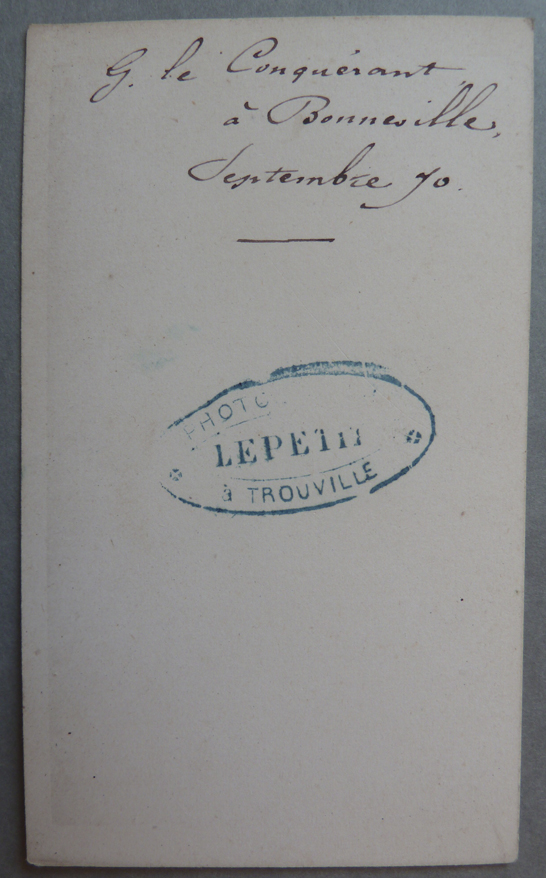 G. le Conquérant
à Bonneville,
Septembre 70.
PHOTO
LEPETIT
à TROUVILLE